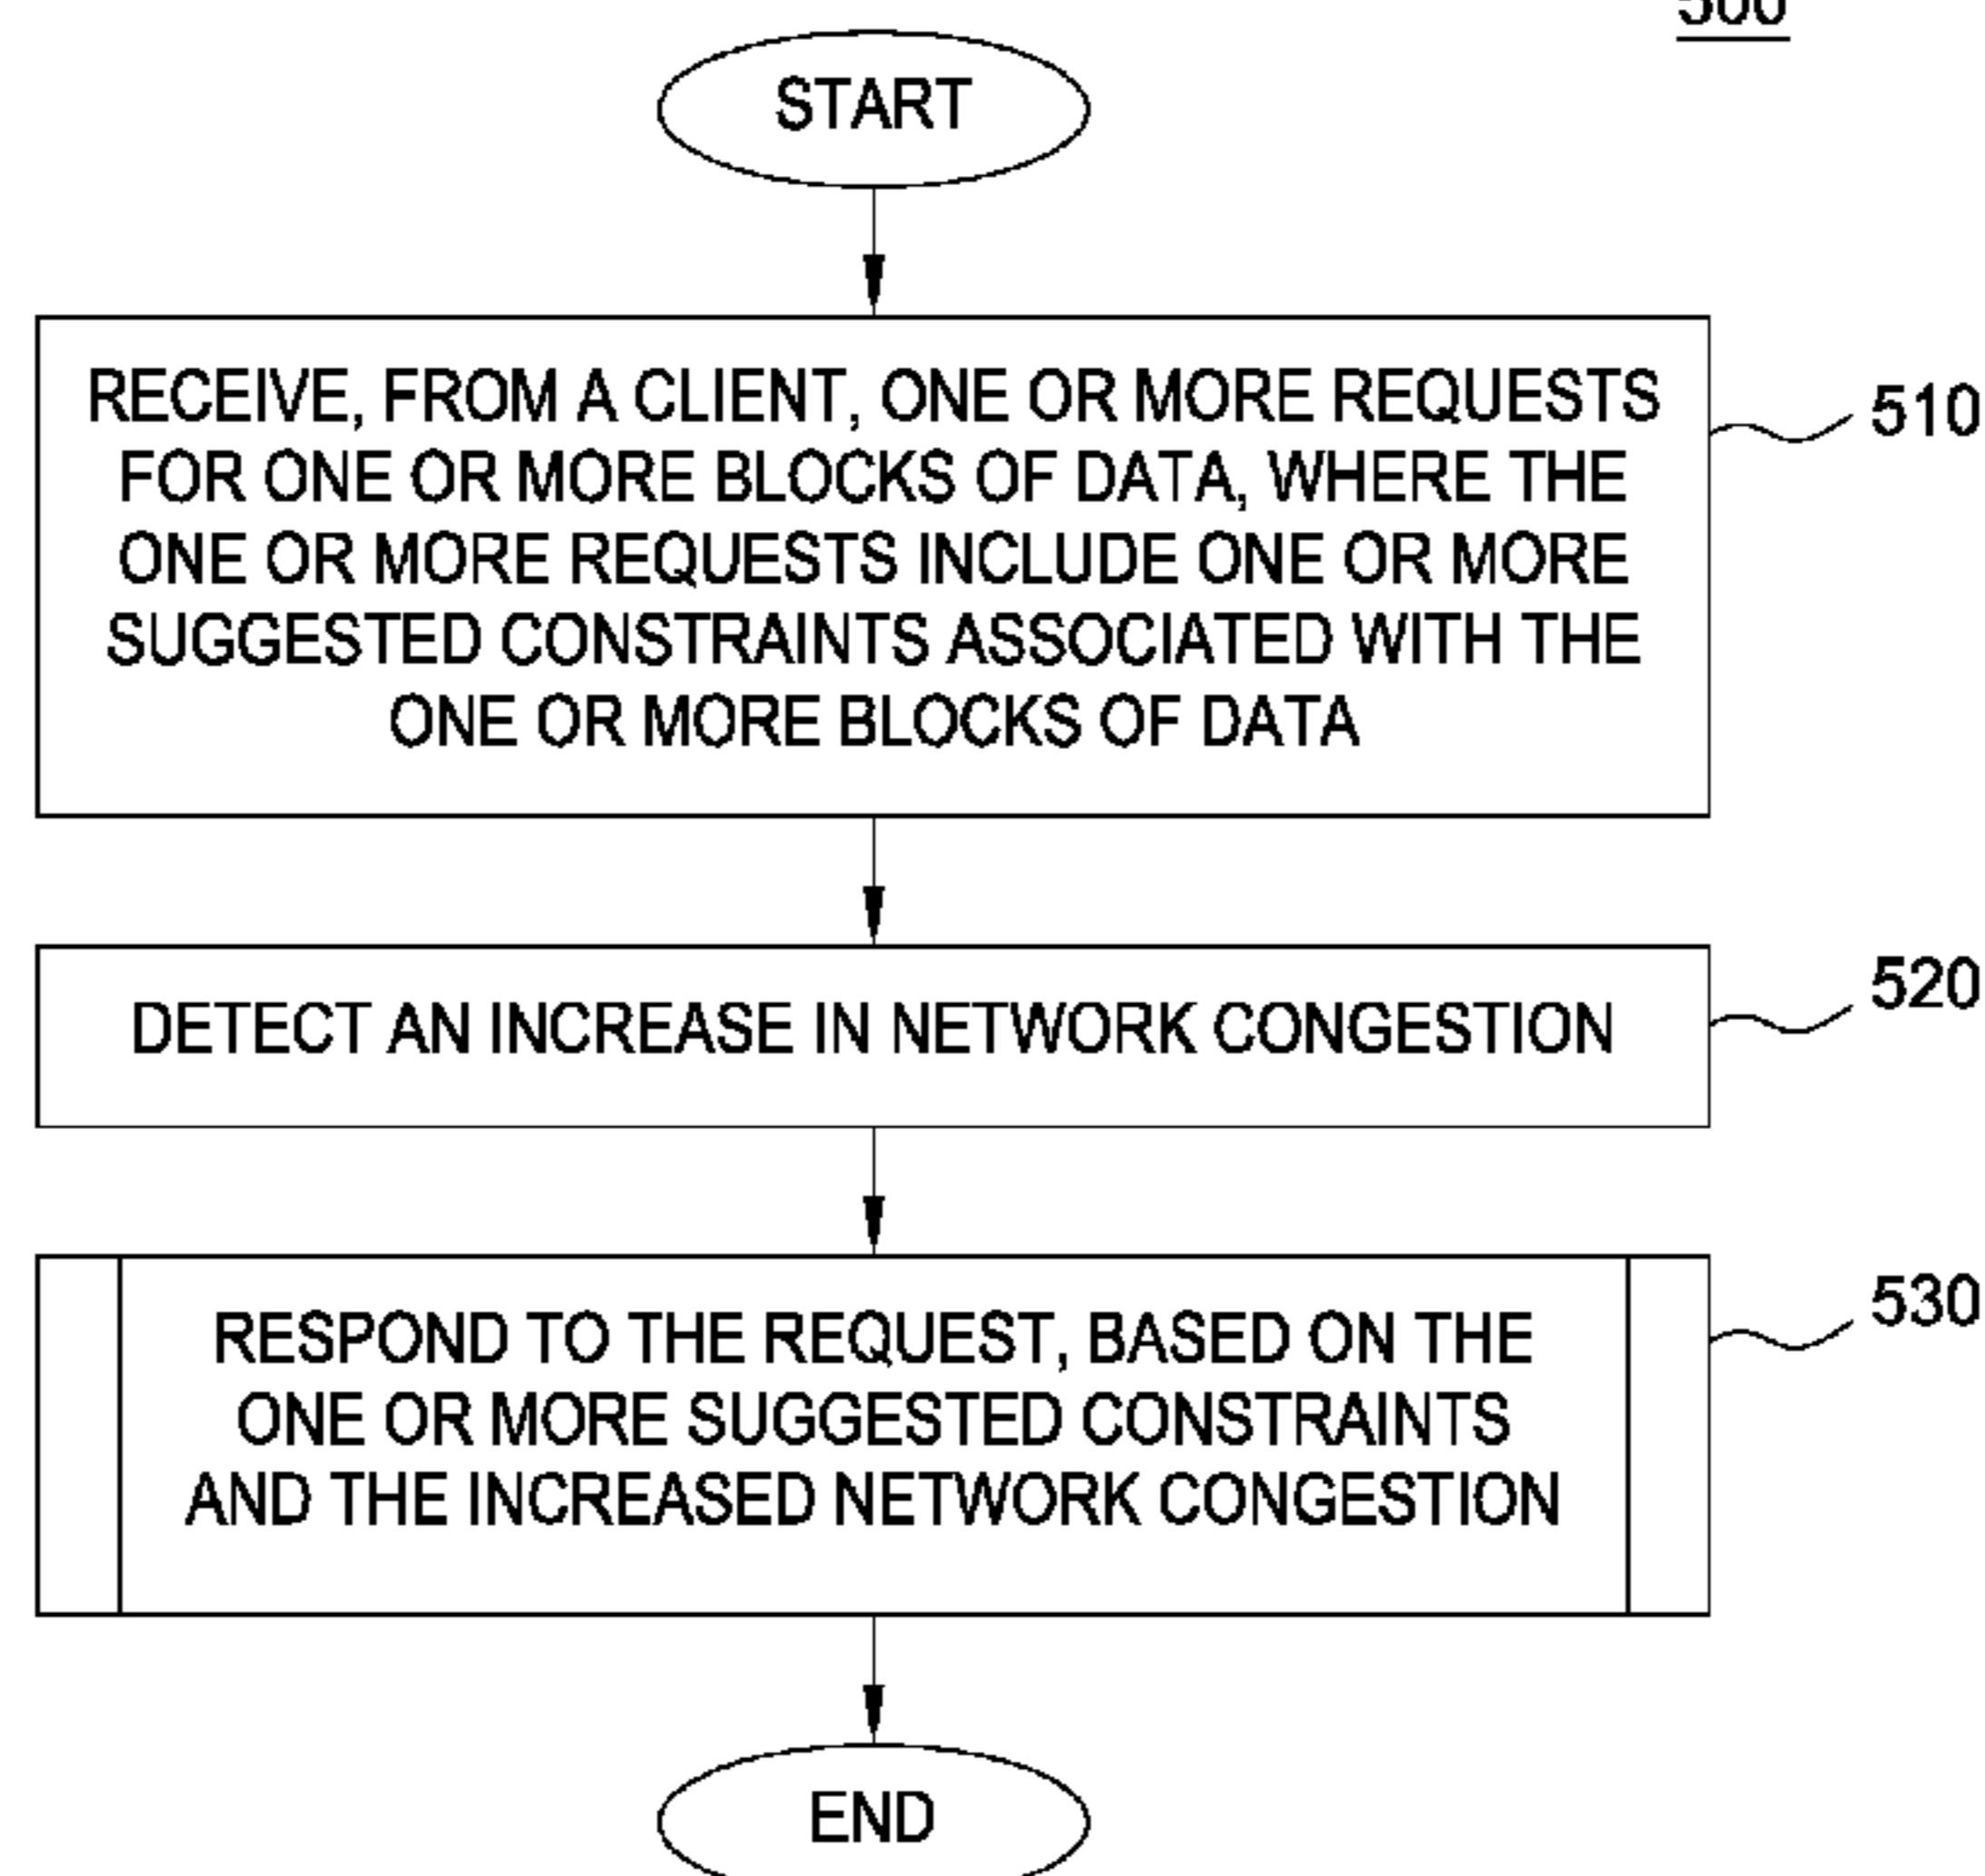 500
START
RECEIVE, FROM A CLIENT, ONE OR MORE REQUESTS
FOR ONE OR MORE BLOCKS OF DATA, WHERE THE
ONE OR MORE REQUESTS INCLUDE ONE OR MORE
SUGGESTED CONSTRAINTS ASSOCIATED WITH THE
ONE OR MORE BLOCKS OF DATA
510
DETECT AN INCREASE IN NETWORK CONGESTION
520
RESPOND TO THE REQUEST, BASED ON THE
ONE OR MORE SUGGESTED CONSTRAINTS
AND THE INCREASED NETWORK CONGESTION
530
END